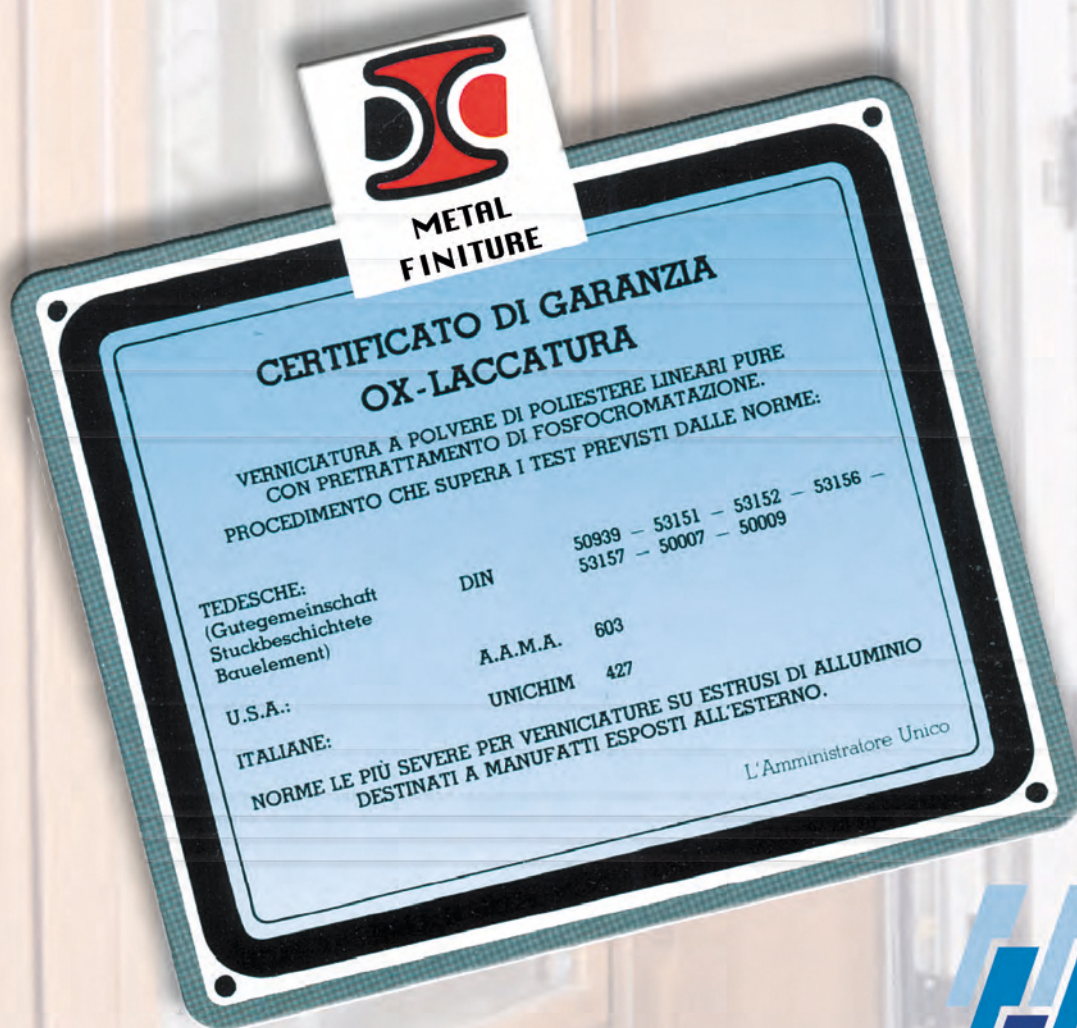 METAL
FINITURE
CERTIFICATO DI GARANZIA
OX-LACCATURA
VERNICIATURA A POLVERE DI POLIESTERE LINEARI PURE
CON PRETRATTAMENTO DI FOSFOCROMATAZIONE.
PROCEDIMENTO CHE SUPERA I TEST PREVISTI DALLE NORME:
TEDESCHE: DIN 50939 – 53151 – 53152 – 53156 –
(Gutegemeinschaft 53157 – 50007 – 50009
Stuckbeschichtete
Bauelement)
U.S.A.: A.A.M.A. 603
ITALIANE: UNICHIM 427
NORME LE PIÙ SEVERE PER VERNICIATURE SU ESTRUSI DI ALLUMINIO
DESTINATI A MANUFATTI ESPOSTI ALL'ESTERNO.
L'Amministratore Unico